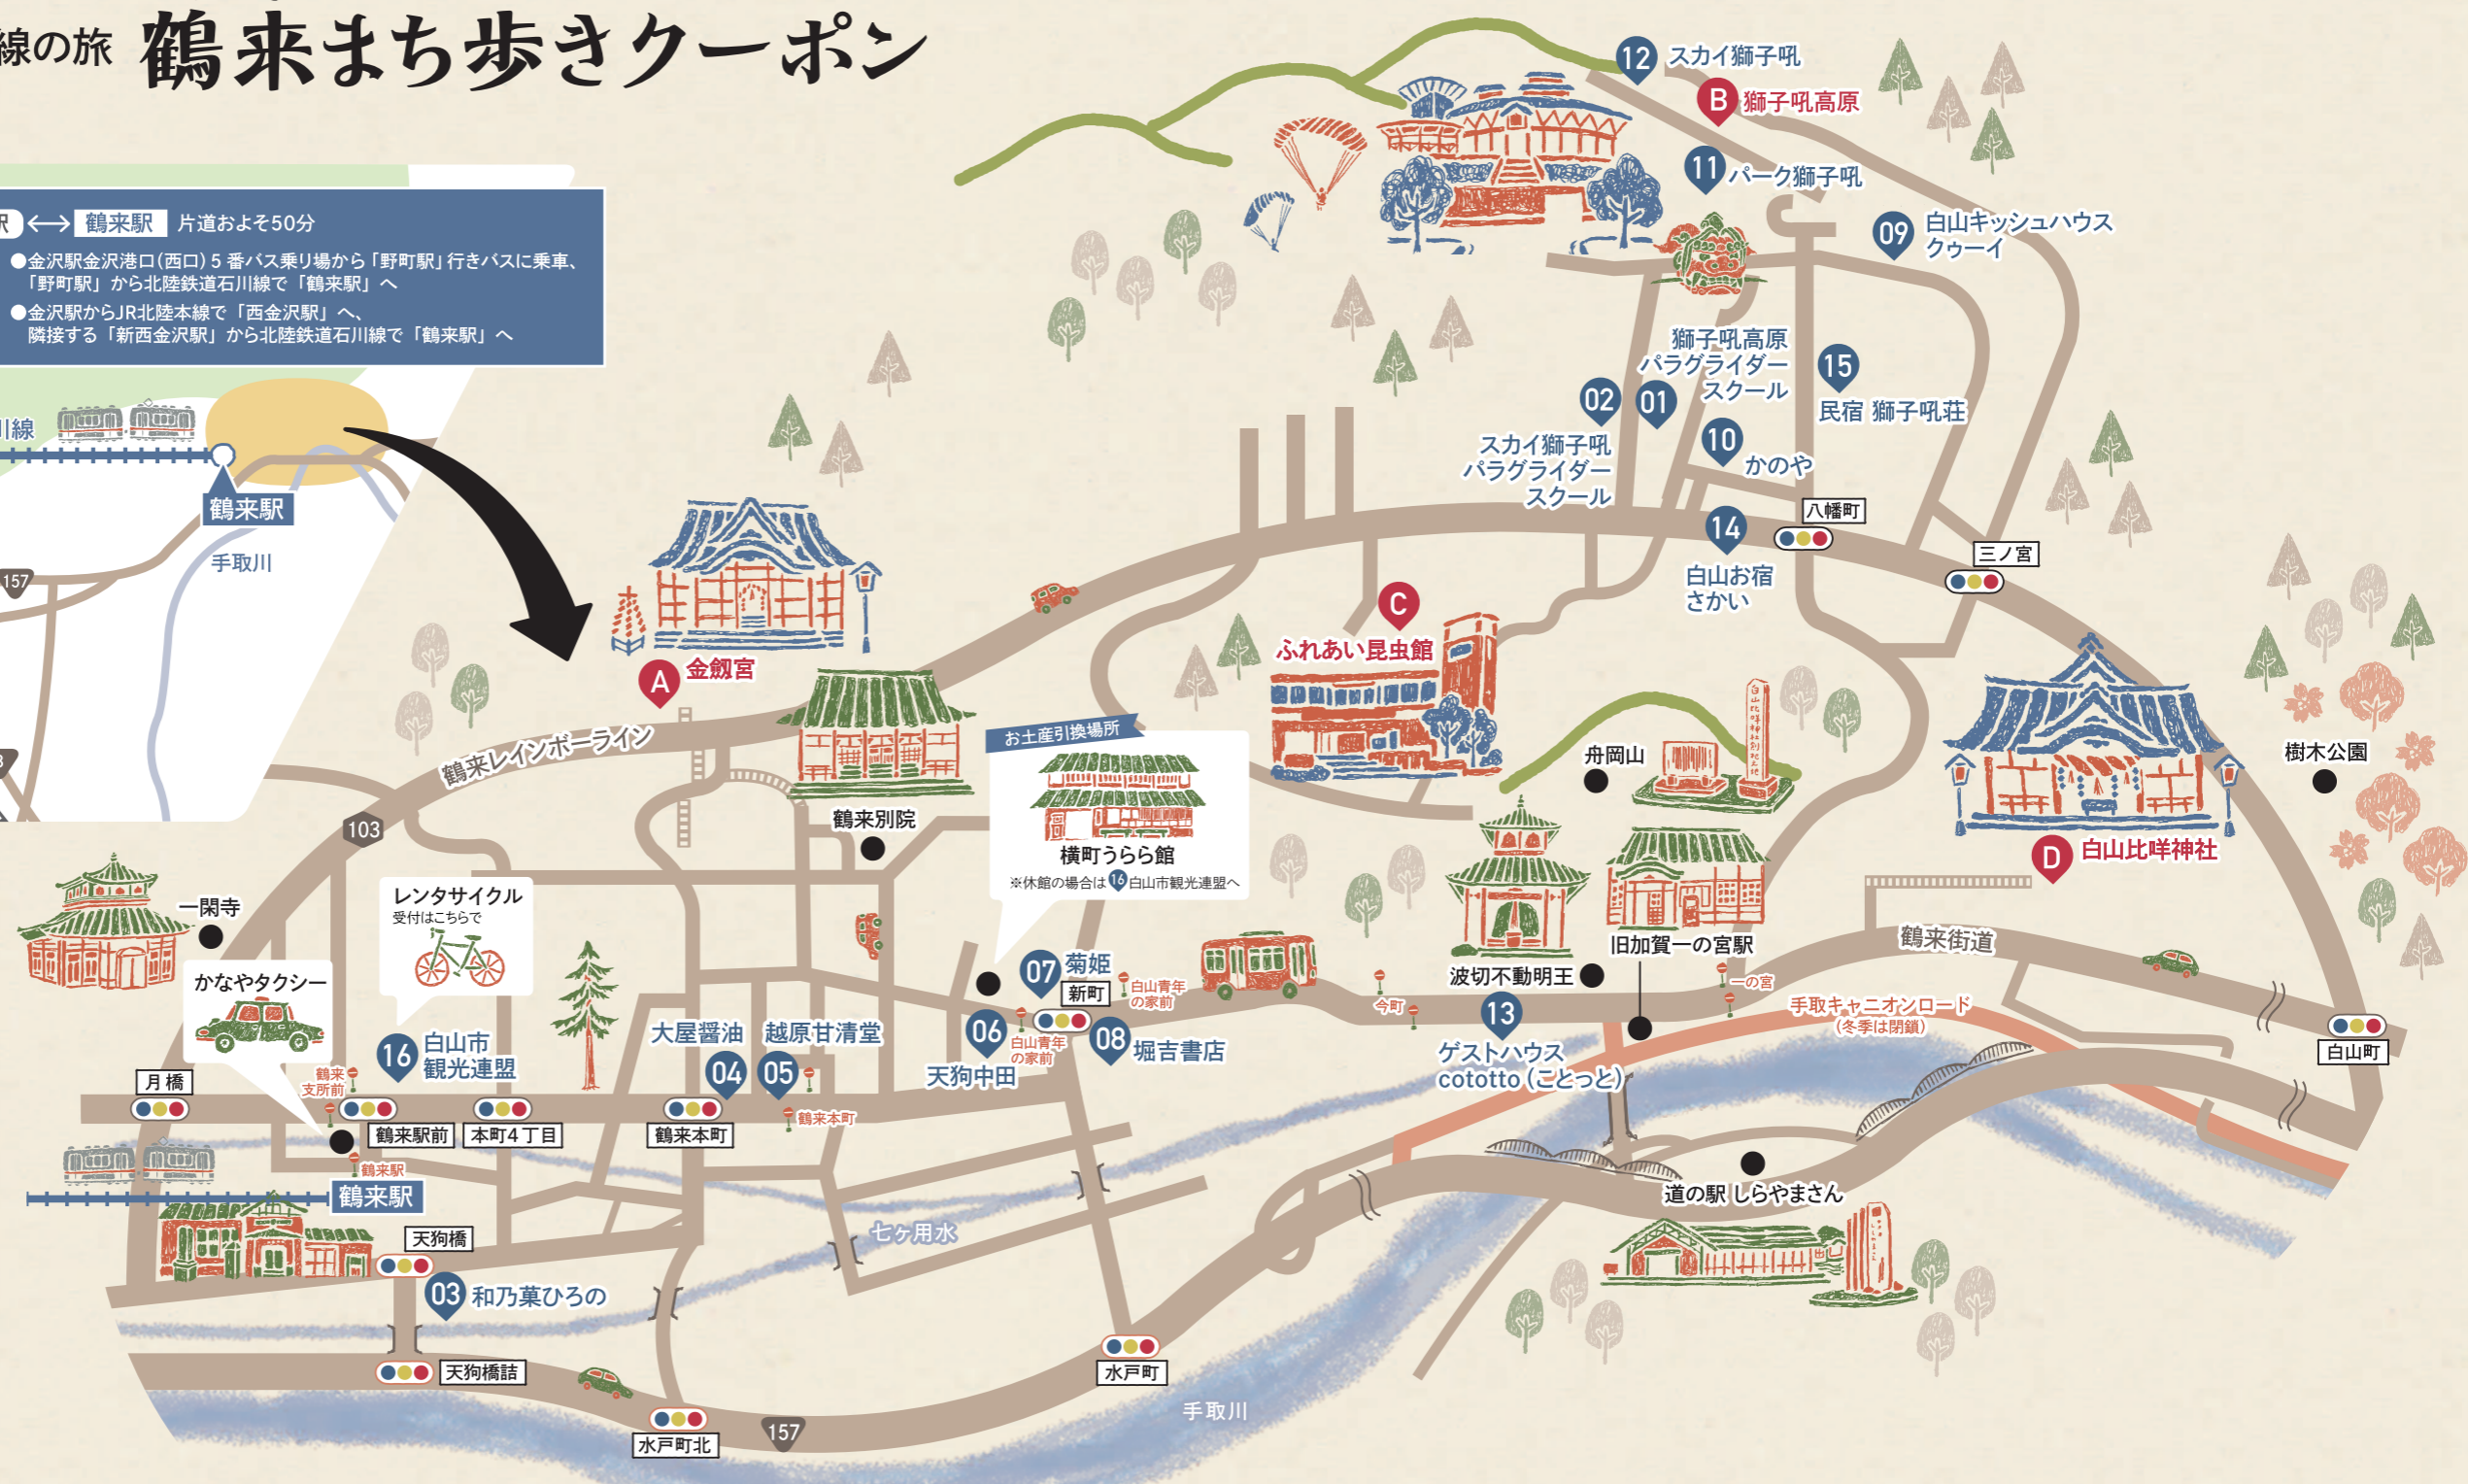 線の旅 鶴来まち歩きクーポン
駅 ⟷ 鶴来駅 片道およそ50分
●金沢駅金沢港口(西口)5番バス乗り場から「野町駅」行きバスに乗車、
「野町駅」から北陸鉄道石川線で「鶴来駅」へ
●金沢駅からJR北陸本線で「西金沢駅」へ、
隣接する「新西金沢駅」から北陸鉄道石川線で「鶴来駅」へ
川線
鶴来駅
手取川
157
12 スカイ獅子吼
B 獅子吼高原
11 パーク獅子吼
09 白山キッシュハウス
クゥーイ
獅子吼高原
パラグライダー
スクール
01
02
スカイ獅子吼
パラグライダー
スクール
15
民宿 獅子吼荘
10
かのや
14
白山お宿
さかい
八幡町
三ノ宮
C
ふれあい昆虫館
A 金劔宮
鶴来レインボーライン
103
鶴来別院
お土産引換場所
横町うらら館
※休館の場合は16白山市観光連盟へ
舟岡山
樹木公園
D 白山比咩神社
一閑寺
かなやタクシー
レンタサイクル
受付はこちらで
16 白山市
観光連盟
大屋醤油
04
越原甘清堂
05
07 菊姫
新町
白山青年
の家前
06
天狗中田
白山青年
の家前
08 堀吉書店
今町
波切不動明王
旧加賀一の宮駅
13
ゲストハウス
cototto(ことっと)
一の宮
鶴来街道
手取キャニオンロード
(冬季は閉鎖)
白山町
月橋
鶴来
支所前
鶴来駅前
本町4丁目
鶴来本町
鶴来本町
鶴来駅
鶴来駅
天狗橋
03 和乃菓ひろの
七ヶ用水
道の駅 しらやまさん
天狗橋詰
水戸町北
157
水戸町
手取川